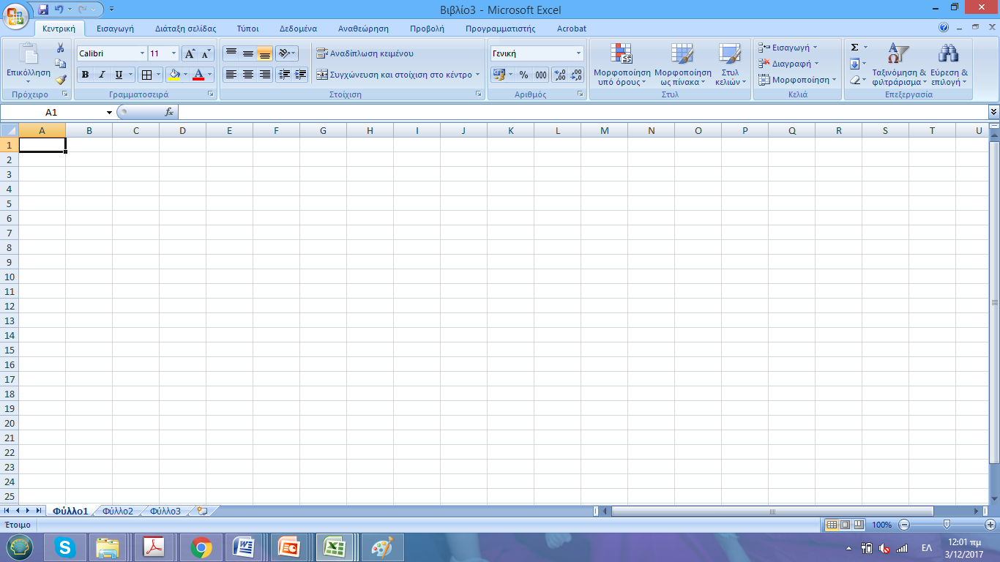 Βιβλίο3 - Microsoft Excel
Κεντρική Εισαγωγή Διάταξη σελίδας Τύποι Δεδομένα Αναθεώρηση Προβολή Προγραμματιστής Acrobat
Calibri 11 Αναδίπλωση κειμένου Γενική Εισαγωγή Σ
Επικόλληση Μορφοποίηση υπό όρους Μορφοποίηση ως πίνακα Στυλ κελιών Διαγραφή Ταξινόμηση & φιλτράρισμα Εύρεση & επιλογή
B I U A Συγχώνευση και στοίχιση στο κέντρο % 000 Μορφοποίηση
Πρόχειρο Γραμματοσειρά Στοίχιση Αριθμός Στυλ Κελιά Επεξεργασία
A1 fx
A B C D E F G H I J K L M N O P Q R S T U
1
2
3
4
5
6
7
8
9
10
11
12
13
14
15
16
17
18
19
20
21
22
23
24
25
Φύλλο1 Φύλλο2 Φύλλο3
Έτοιμο 100%
ΕΛ 12:01 πμ
3/12/2017